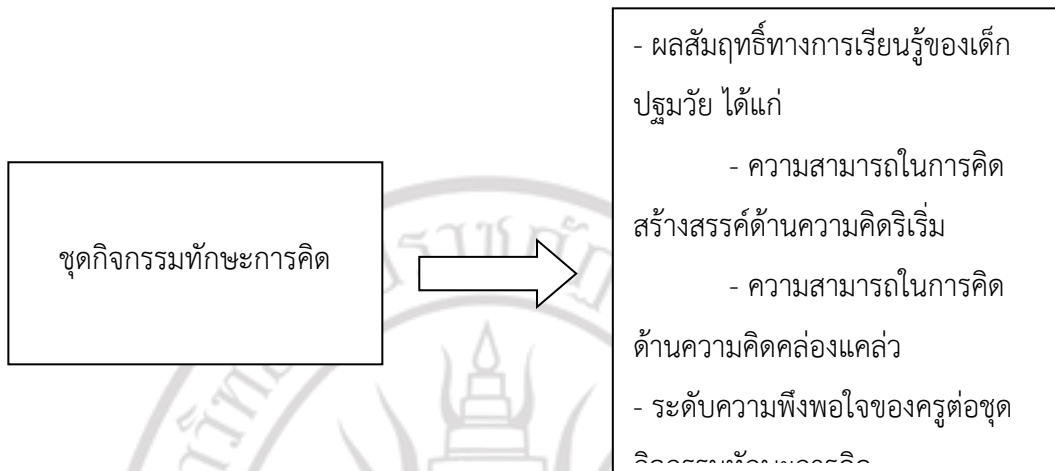 ชุดกิจกรรมทักษะการคิด
- ผลสัมฤทธิ์ทางการเรียนรู้ของเด็ก
ปฐมวัย ได้แก่
- ความสามารถในการคิด
สร้างสรรค์ด้านความคิดริเริ่ม
- ความสามารถในการคิด
ด้านความคิดคล่องแคล่ว
- ระดับความพึงพอใจของครูต่อชุด